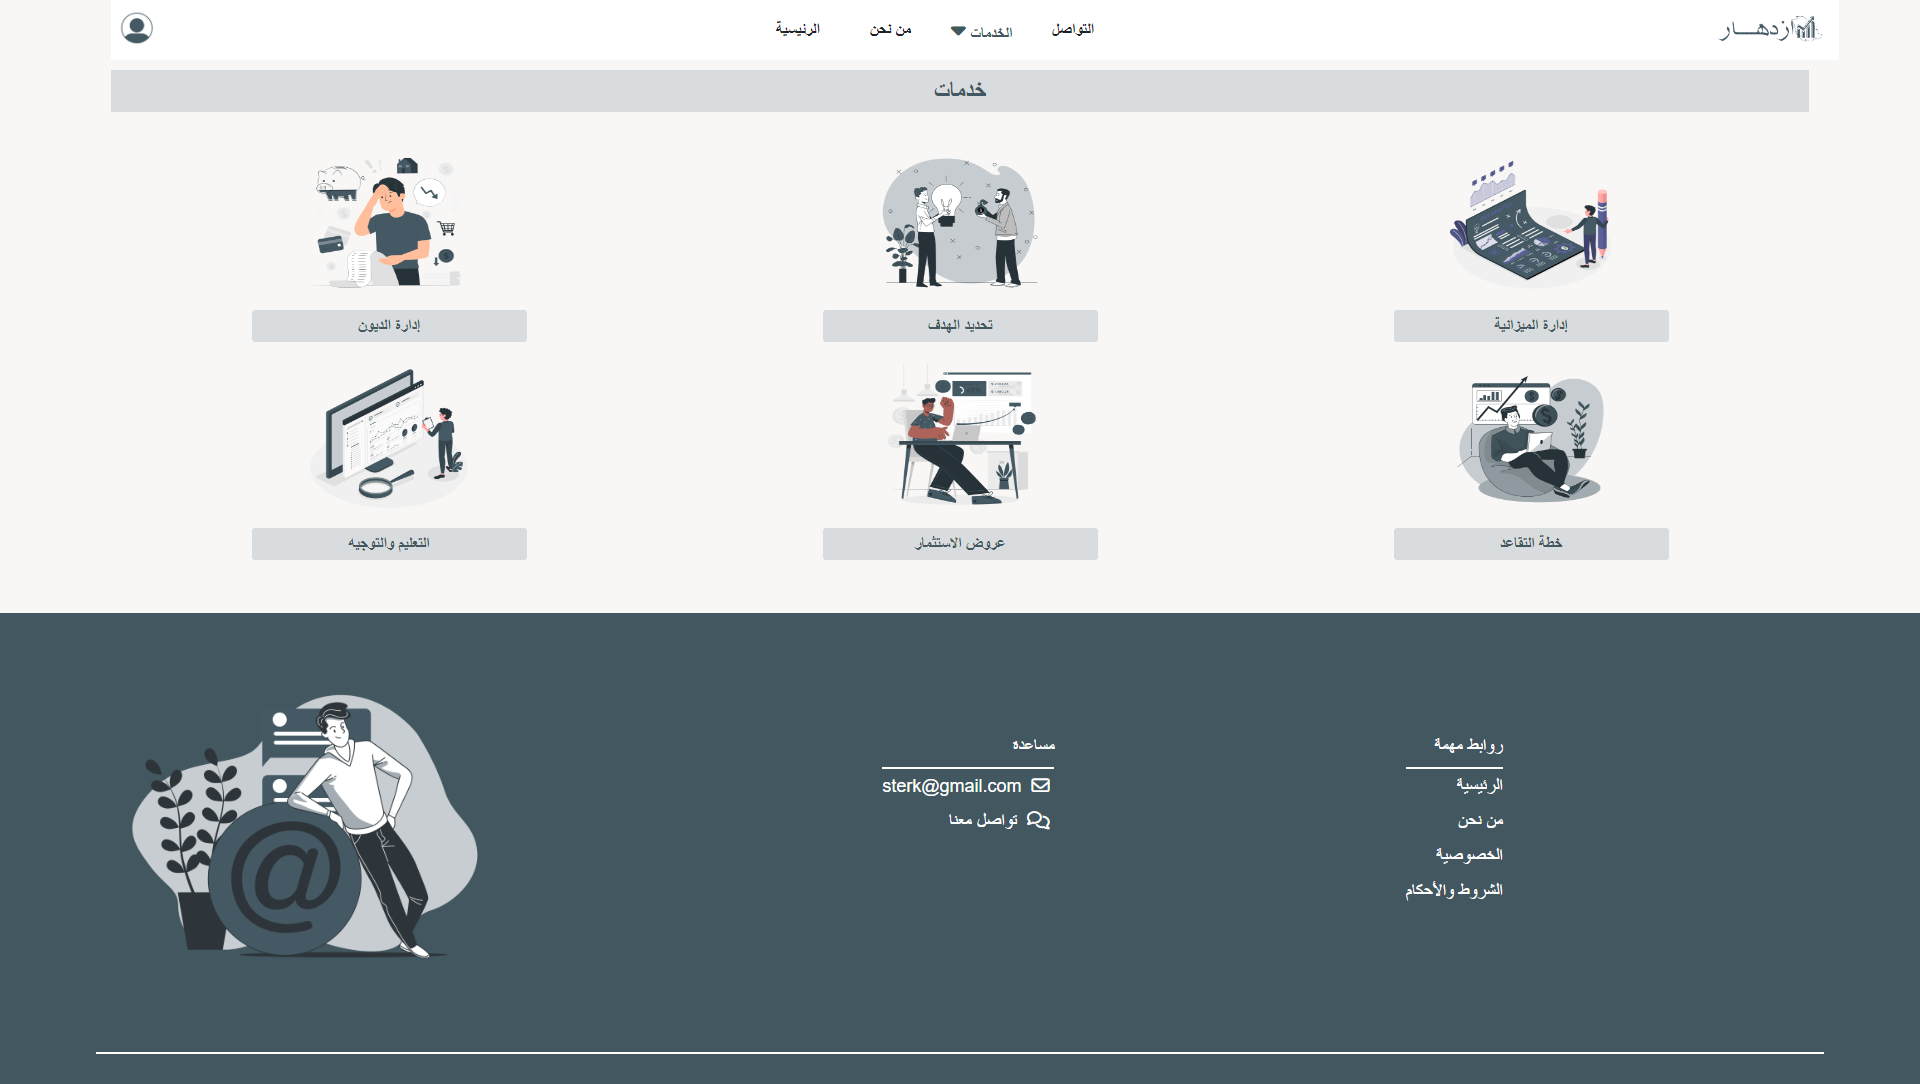 ازدهـــار
التواصل
الخدمات
من نحن
الرئيسية
خدمات
إدارة الميزانية
تحديد الهدف
إدارة الديون
خطة التقاعد
عروض الاستثمار
التعليم والتوجيه
روابط مهمة
الرئيسية
من نحن
الخصوصية
الشروط والأحكام
مساعدة
sterk@gmail.com
تواصل معنا